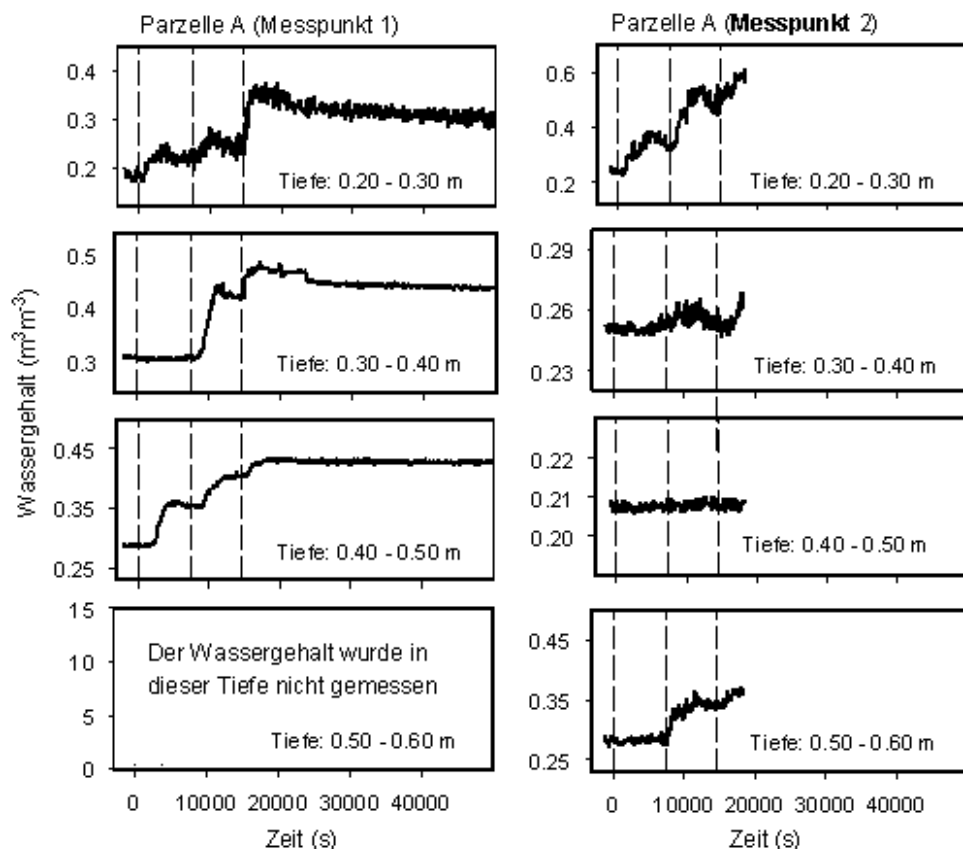 Parzelle A (Messpunkt 1)
0.4
0.3
0.2
Tiefe: 0.20 - 0.30 m
0.5
0.4
0.3
Tiefe: 0.30 - 0.40 m
0.45
0.35
0.25
Tiefe: 0.40 - 0.50 m
15
10
5
0
Der Wassergehalt wurde in
dieser Tiefe nicht gemessen
Tiefe: 0.50 - 0.60 m
0 10000 20000 30000 40000
Zeit (s)
Wassergehalt (m³m⁻³)
Parzelle A (Messpunkt 2)
0.6
0.4
0.2
Tiefe: 0.20 - 0.30 m
0.29
0.26
0.23
Tiefe: 0.30 - 0.40 m
0.22
0.21
0.20
Tiefe: 0.40 - 0.50 m
0.45
0.35
0.25
Tiefe: 0.50 - 0.60 m
0 10000 20000 30000 40000
Zeit (s)